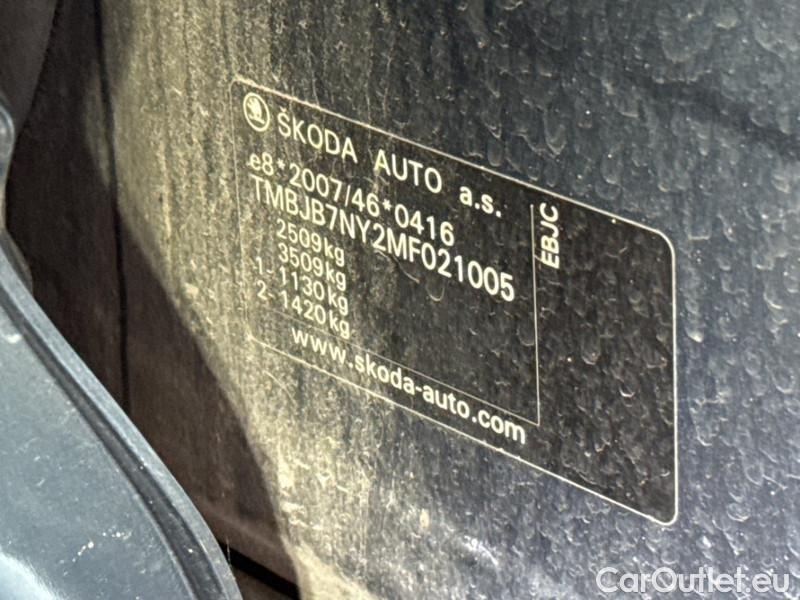 ŠKODA AUTO a.s.
e8*2007/46*0416
TMBJB7NY2MF021005
2509kg
3509kg
1-1130kg
2-1420kg
www.skoda-auto.com
EBJC
CarOutlet.eu